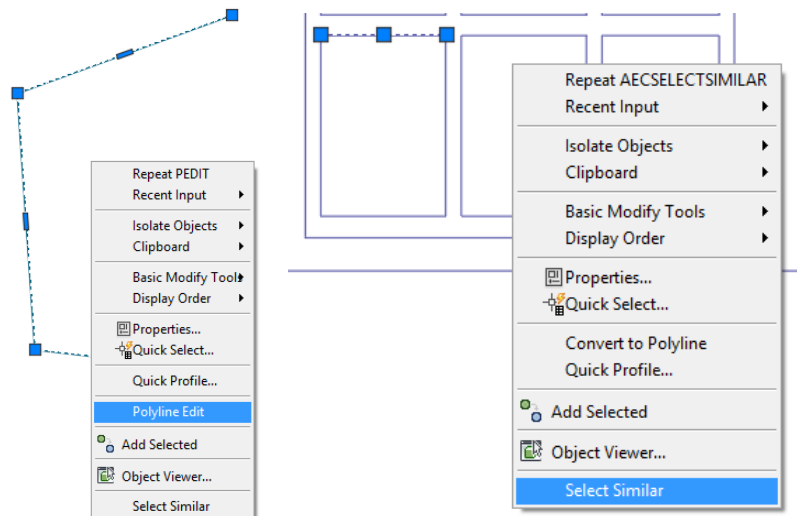 Repeat PEDIT
Recent Input
Isolate Objects
Clipboard
Basic Modify Tools
Display Order
Properties...
Quick Select...
Quick Profile...
Polyline Edit
Add Selected
Object Viewer...
Select Similar
Repeat AECSELECTSIMILAR
Recent Input
Isolate Objects
Clipboard
Basic Modify Tools
Display Order
Properties...
Quick Select...
Convert to Polyline
Quick Profile...
Add Selected
Object Viewer...
Select Similar